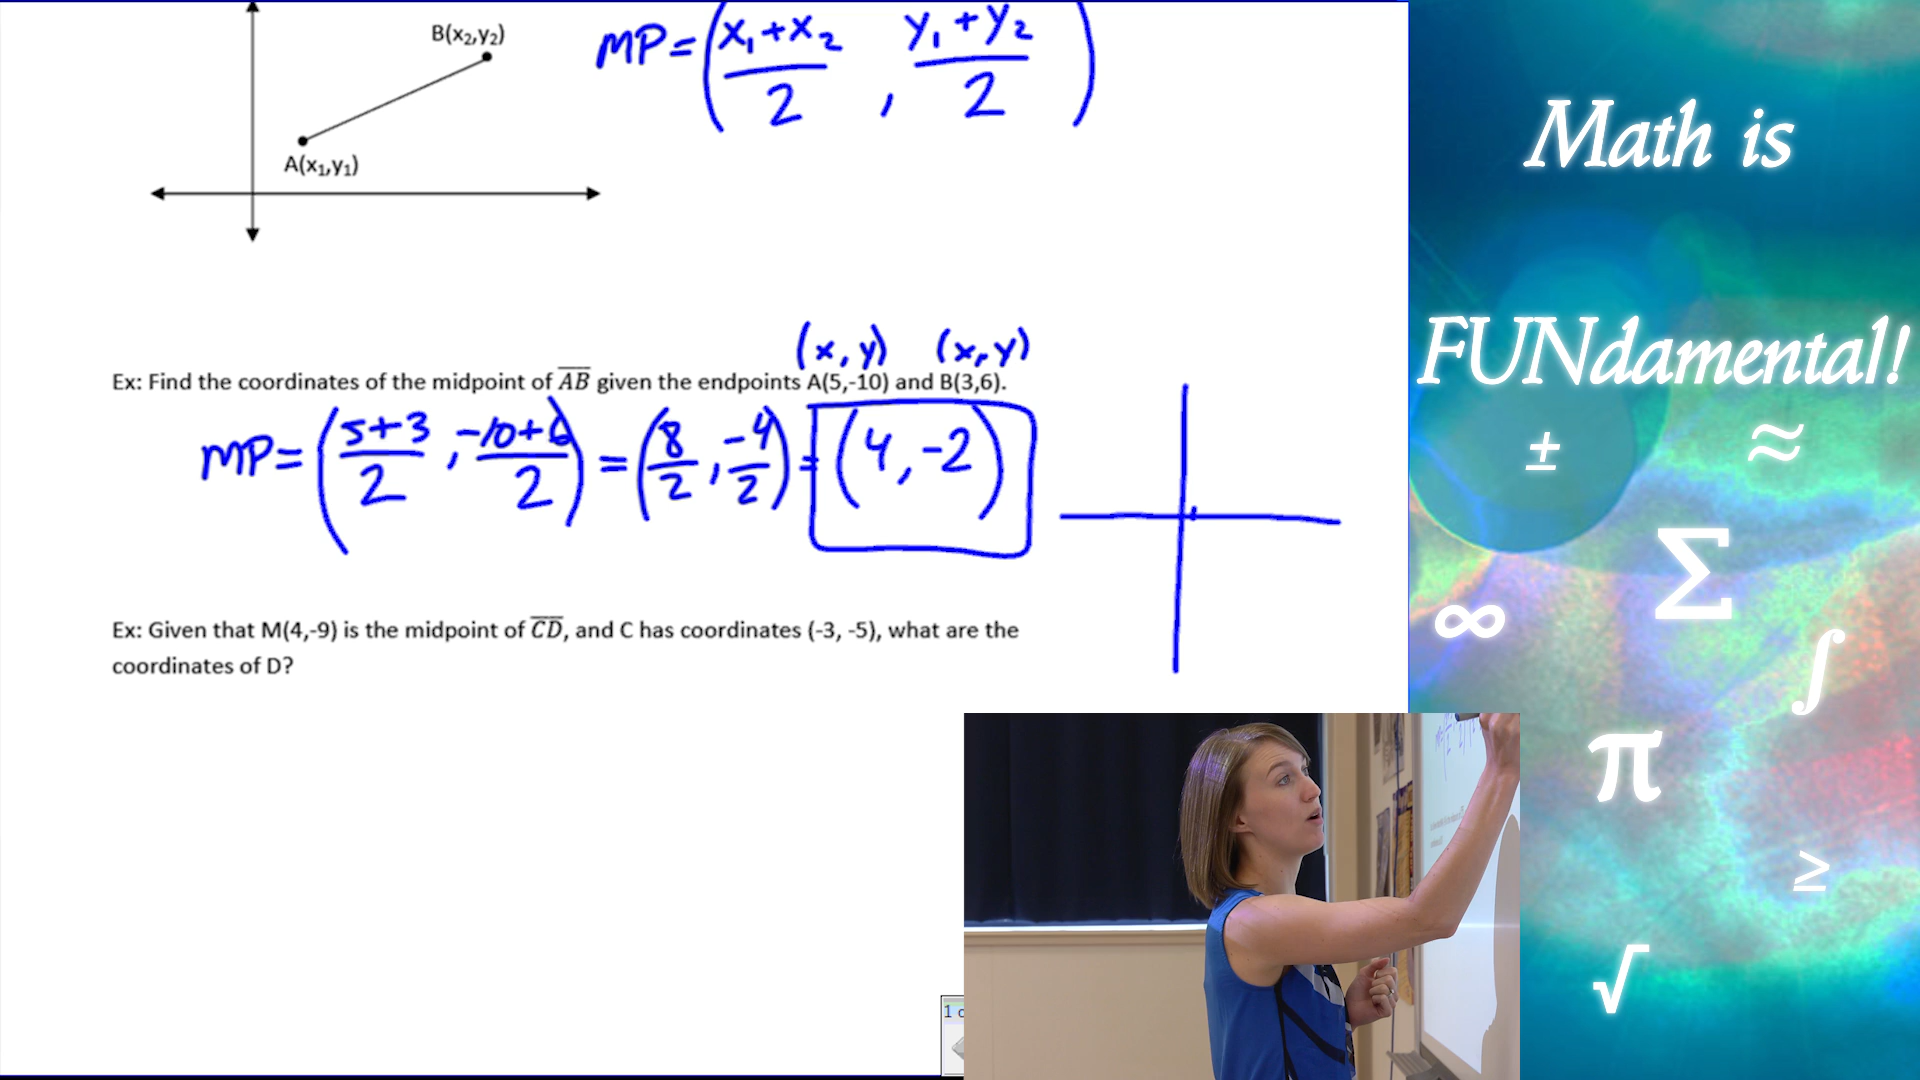 B(x₂,y₂)
A(x₁,y₁)
MP = (x₁+x₂/2 , y₁+y₂/2)
(x, y) (x, y)
Ex: Find the coordinates of the midpoint of AB given the endpoints A(5,-10) and B(3,6).
MP = (5+3/2 , -10+6/2) = (8/2 , -4/2) = (4, -2)
Ex: Given that M(4,-9) is the midpoint of CD, and C has coordinates (-3, -5), what are the
coordinates of D?
Math is
FUNdamental!
± ≈
Σ
∞
∫
π
≥
√